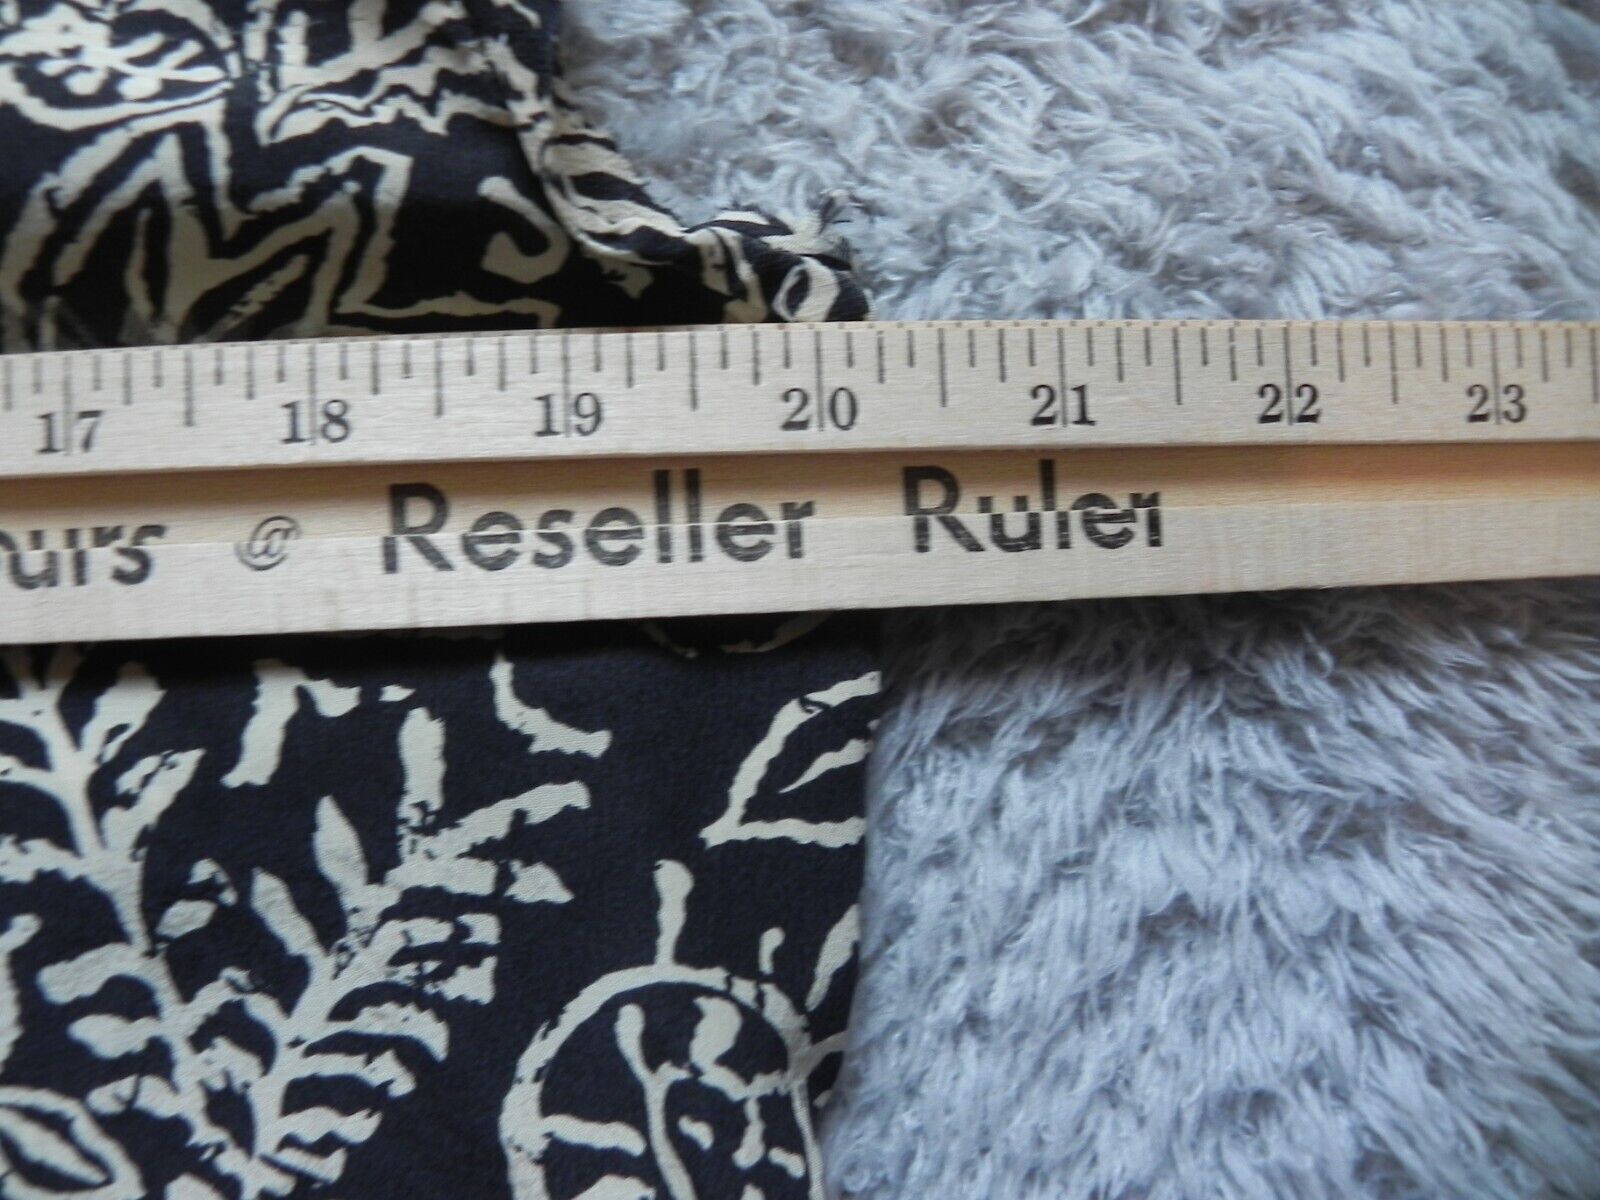 17 18 19 20 21 22 23
ours @ Reseller Ruler